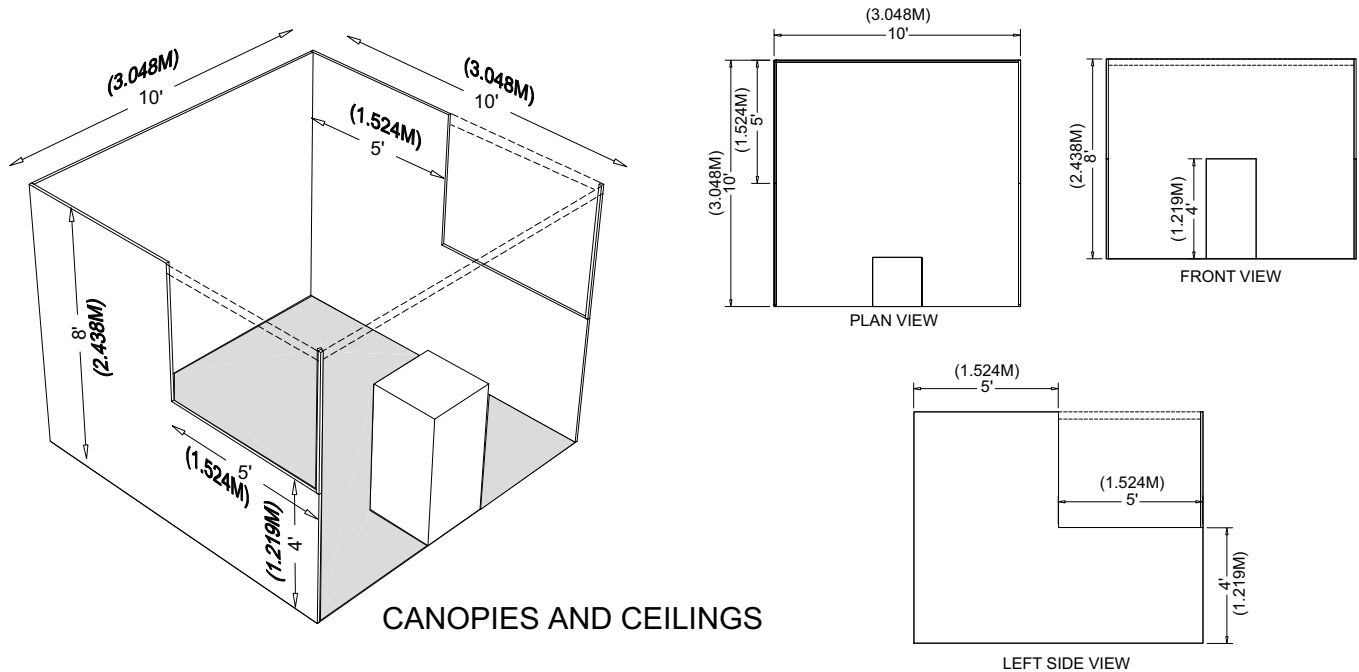 (3.048M)
10'
(3.048M)
10'
(1.524M)
5'
8'
(2.438M)
5'
(1.524M)
4'
(1.219M)
CANOPIES AND CEILINGS
(3.048M)
10'
(1.524M)
5'
(3.048M)
10'
PLAN VIEW
(2.438M)
8'
(1.219M)
4'
FRONT VIEW
(1.524M)
5'
(1.524M)
5'
4'
(1.219M)
LEFT SIDE VIEW